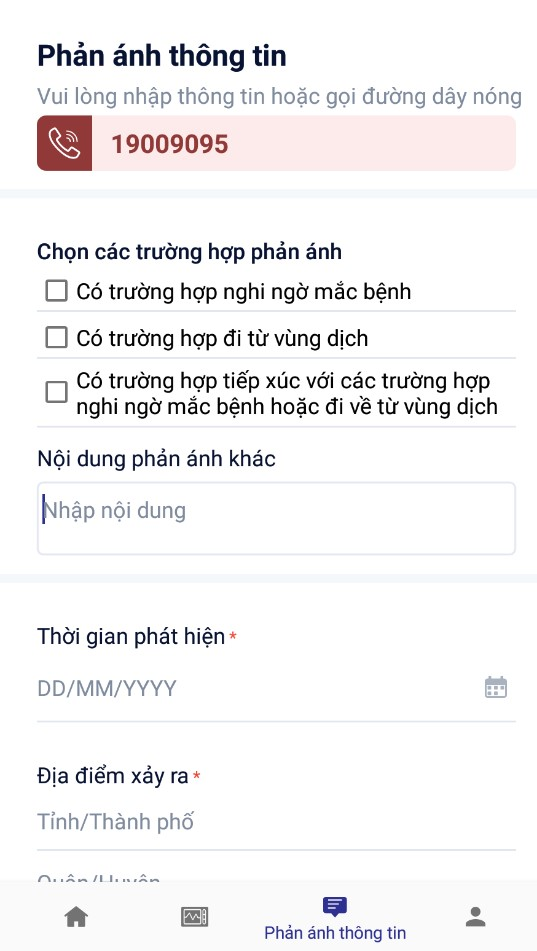 Phản ánh thông tin
Vui lòng nhập thông tin hoặc gọi đường dây nóng
19009095
Chọn các trường hợp phản ánh
Có trường hợp nghi ngờ mắc bệnh
Có trường hợp đi từ vùng dịch
Có trường hợp tiếp xúc với các trường hợp
nghi ngờ mắc bệnh hoặc đi về từ vùng dịch
Nội dung phản ánh khác
Nhập nội dung
Thời gian phát hiện *
DD/MM/YYYY
Địa điểm xảy ra *
Tỉnh/Thành phố
Quận/Huyện
Phản ánh thông tin